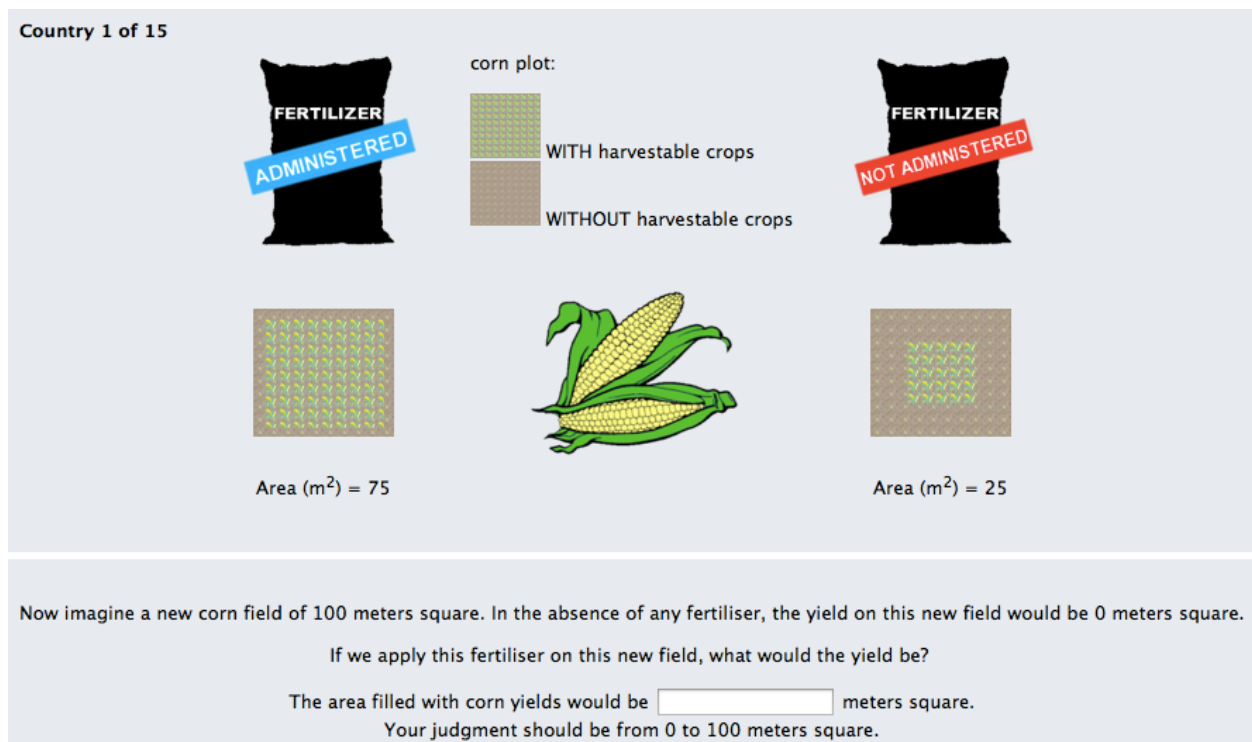 Country 1 of 15
corn plot:
FERTILIZER
ADMINISTERED
FERTILIZER
NOT ADMINISTERED
WITH harvestable crops
WITHOUT harvestable crops
Area (m²) = 75
Area (m²) = 25
Now imagine a new corn field of 100 meters square. In the absence of any fertiliser, the yield on this new field would be 0 meters square.
If we apply this fertiliser on this new field, what would the yield be?
The area filled with corn yields would be meters square.
Your judgment should be from 0 to 100 meters square.